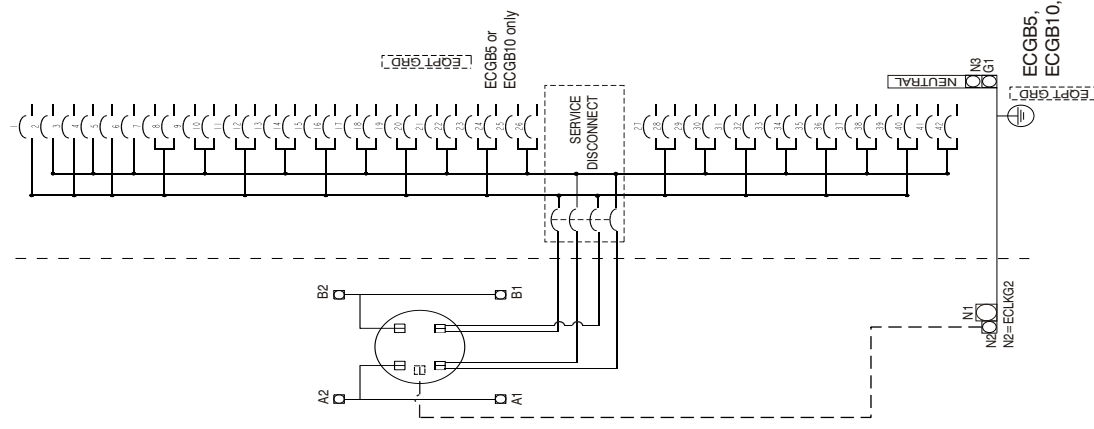 1
2
3
4
5
6
7
8
9
10
11
12
13
14
15
16
17
18
19
20
21
22
23
24
25
26
EQPT GRD
ECGB5 or
ECGB10 only
SERVICE
DISCONNECT
27
28
29
30
31
32
33
34
35
36
37
38
39
40
41
42
NEUTRAL
N3
G1
EQPT GRD
ECGB5,
ECGB10,
B2
B1
A2
A1
N1
N2
N2=ECLKG2